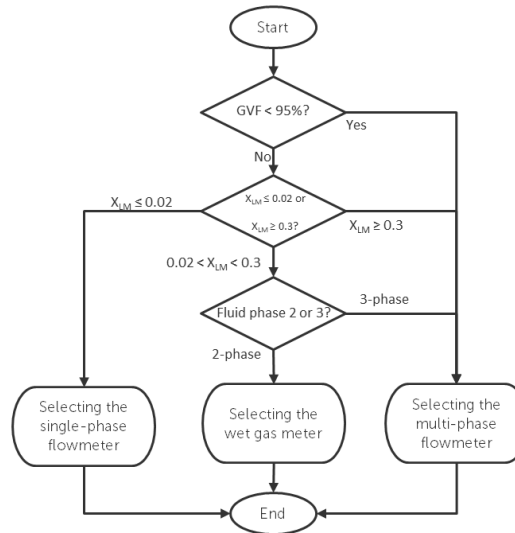 Start
GVF < 95%?
Yes
No
X_LM ≤ 0.02
X_LM ≤ 0.02 or
X_LM ≥ 0.3?
X_LM ≥ 0.3
0.02 < X_LM < 0.3
Fluid phase 2 or 3?
3-phase
2-phase
Selecting the
single-phase
flowmeter
Selecting the
wet gas meter
Selecting the
multi-phase
flowmeter
End